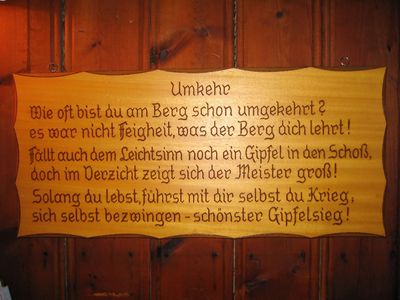 Umkehr
Wie oft bist du am Berg schon umgekehrt?
es war nicht Feigheit, was der Berg dich lehrt!
Fällt auch dem Leichtsinn noch ein Gipfel in den Schoß,
doch im Verzicht zeigt sich der Meister groß!
Solang du lebst, führst mit dir selbst du Krieg,
sich selbst bezwingen - schönster Gipfelsieg!